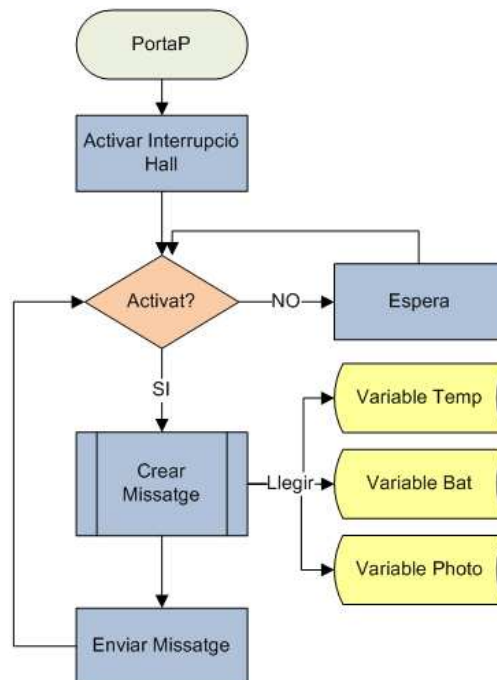 PortaP
Activar Interrupció
Hall
Activat?
NO
Espera
SI
Variable Temp
Crear
Missatge
Llegir
Variable Bat
Variable Photo
Enviar Missatge